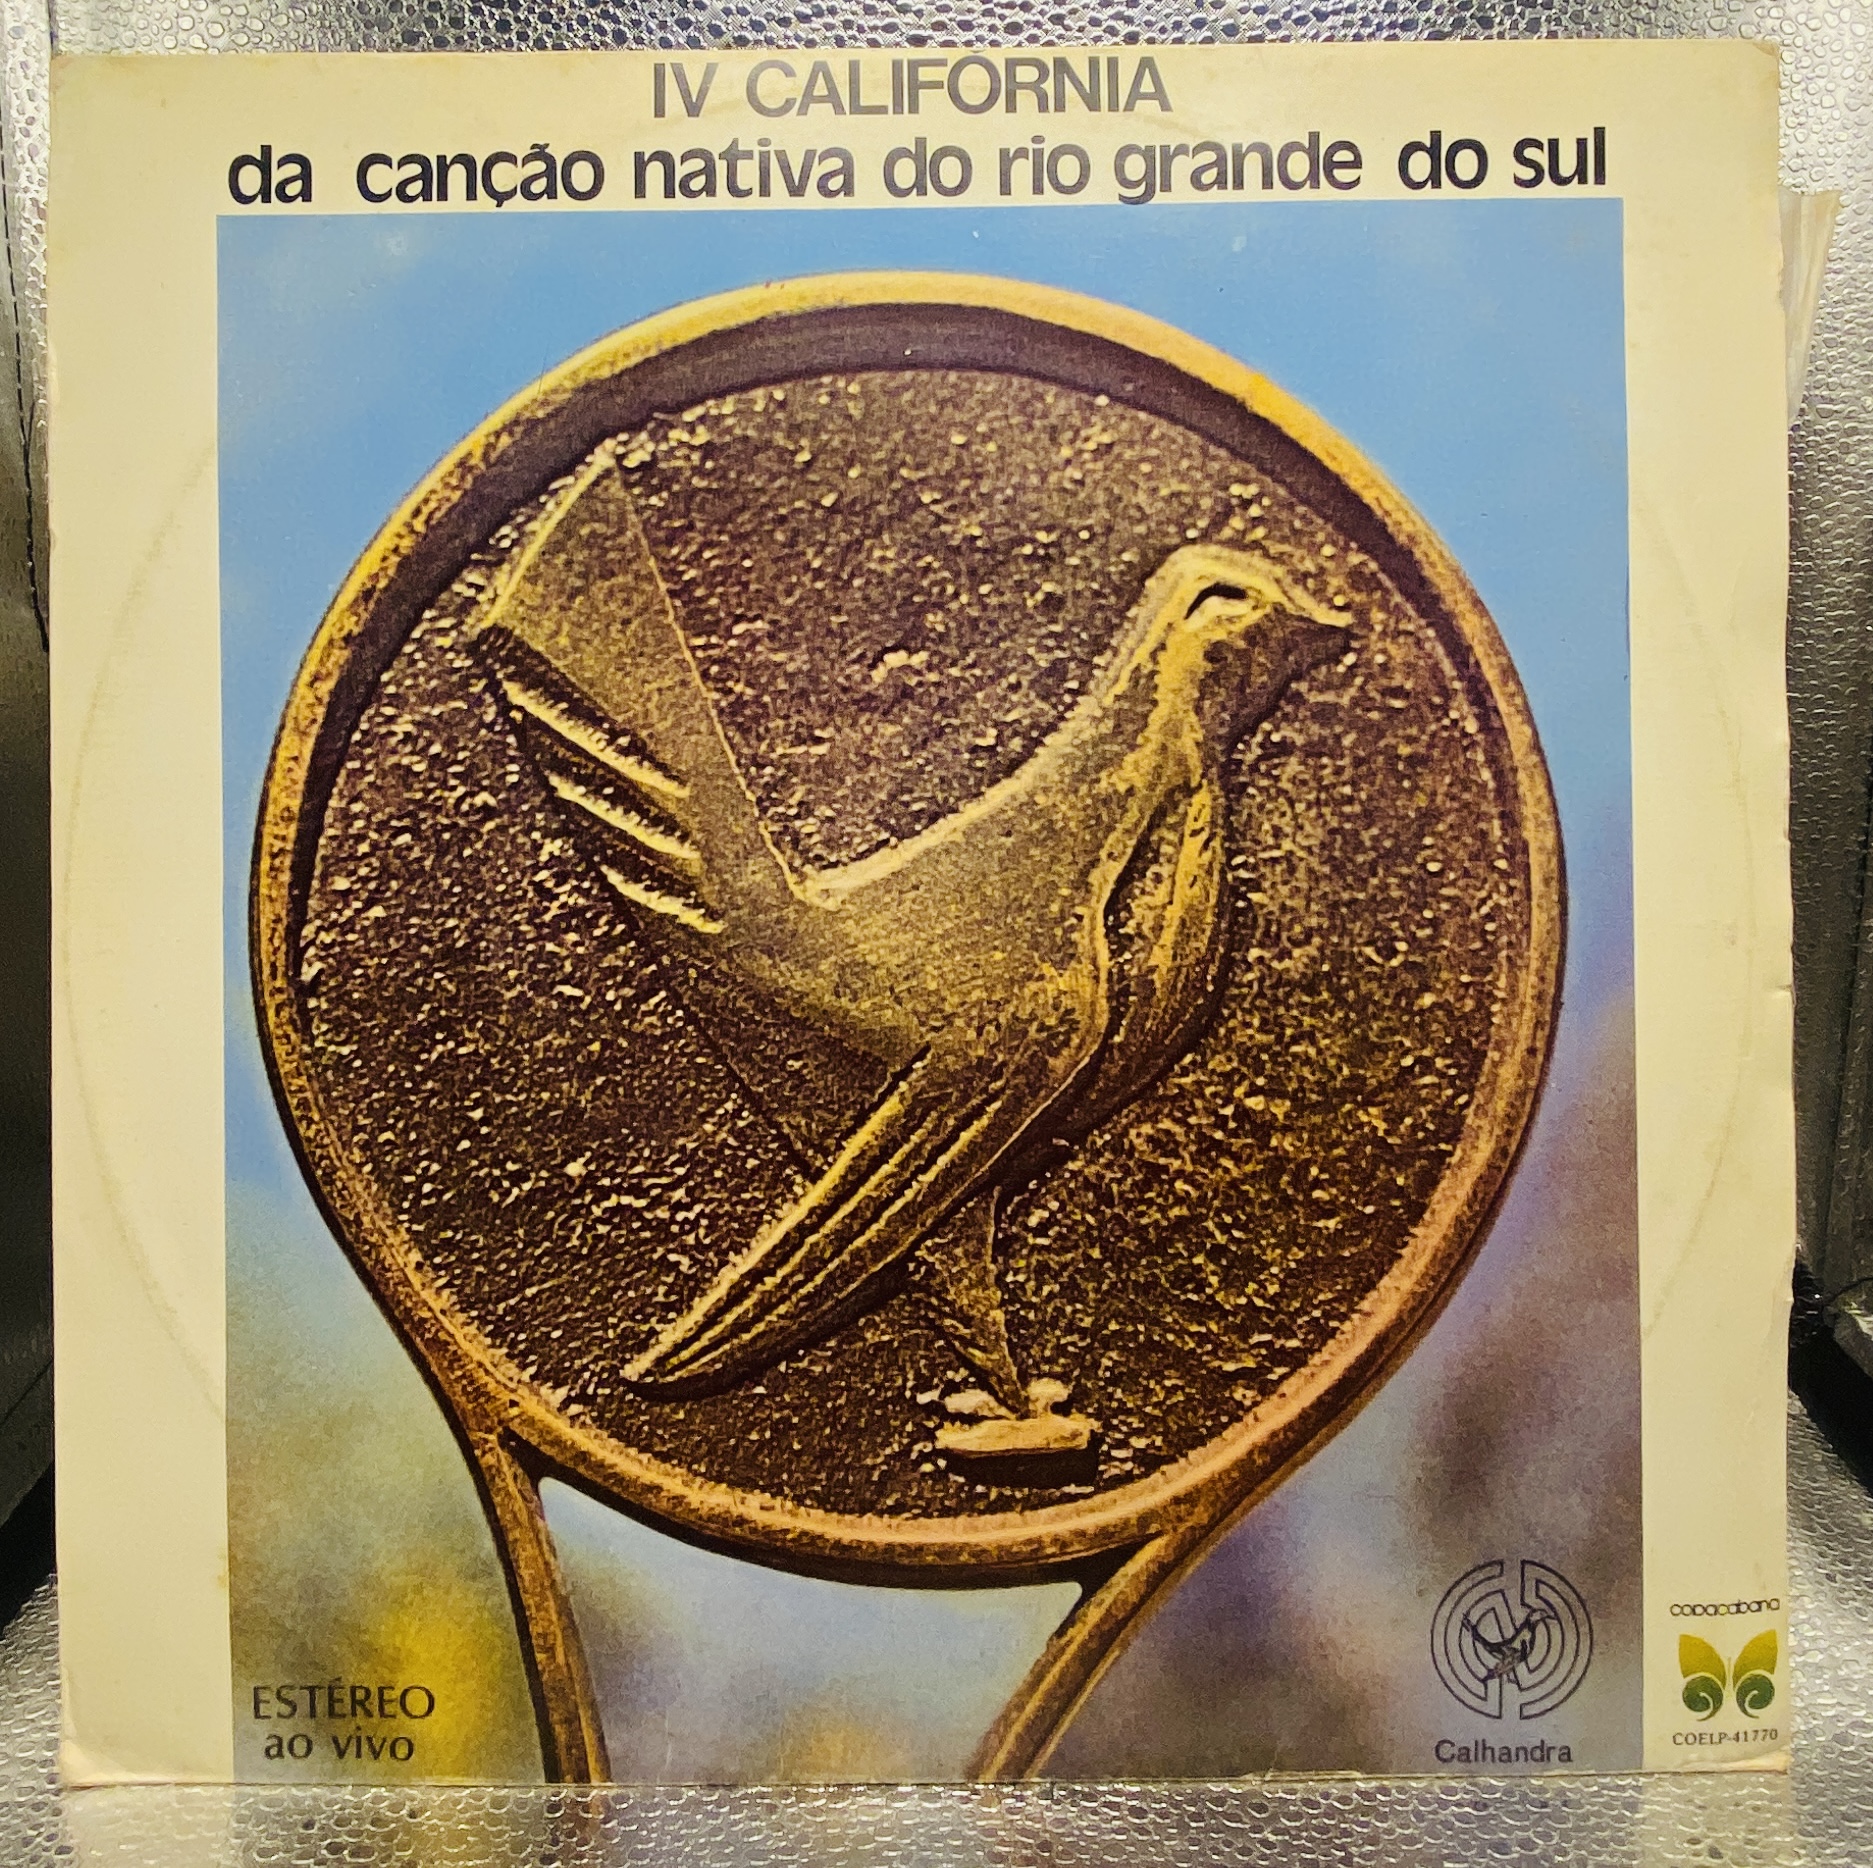 IV CALIFÓRNIA
da canção nativa do rio grande do sul
ESTÉREO
ao vivo
Calhandra
copacabana
COELP-41770